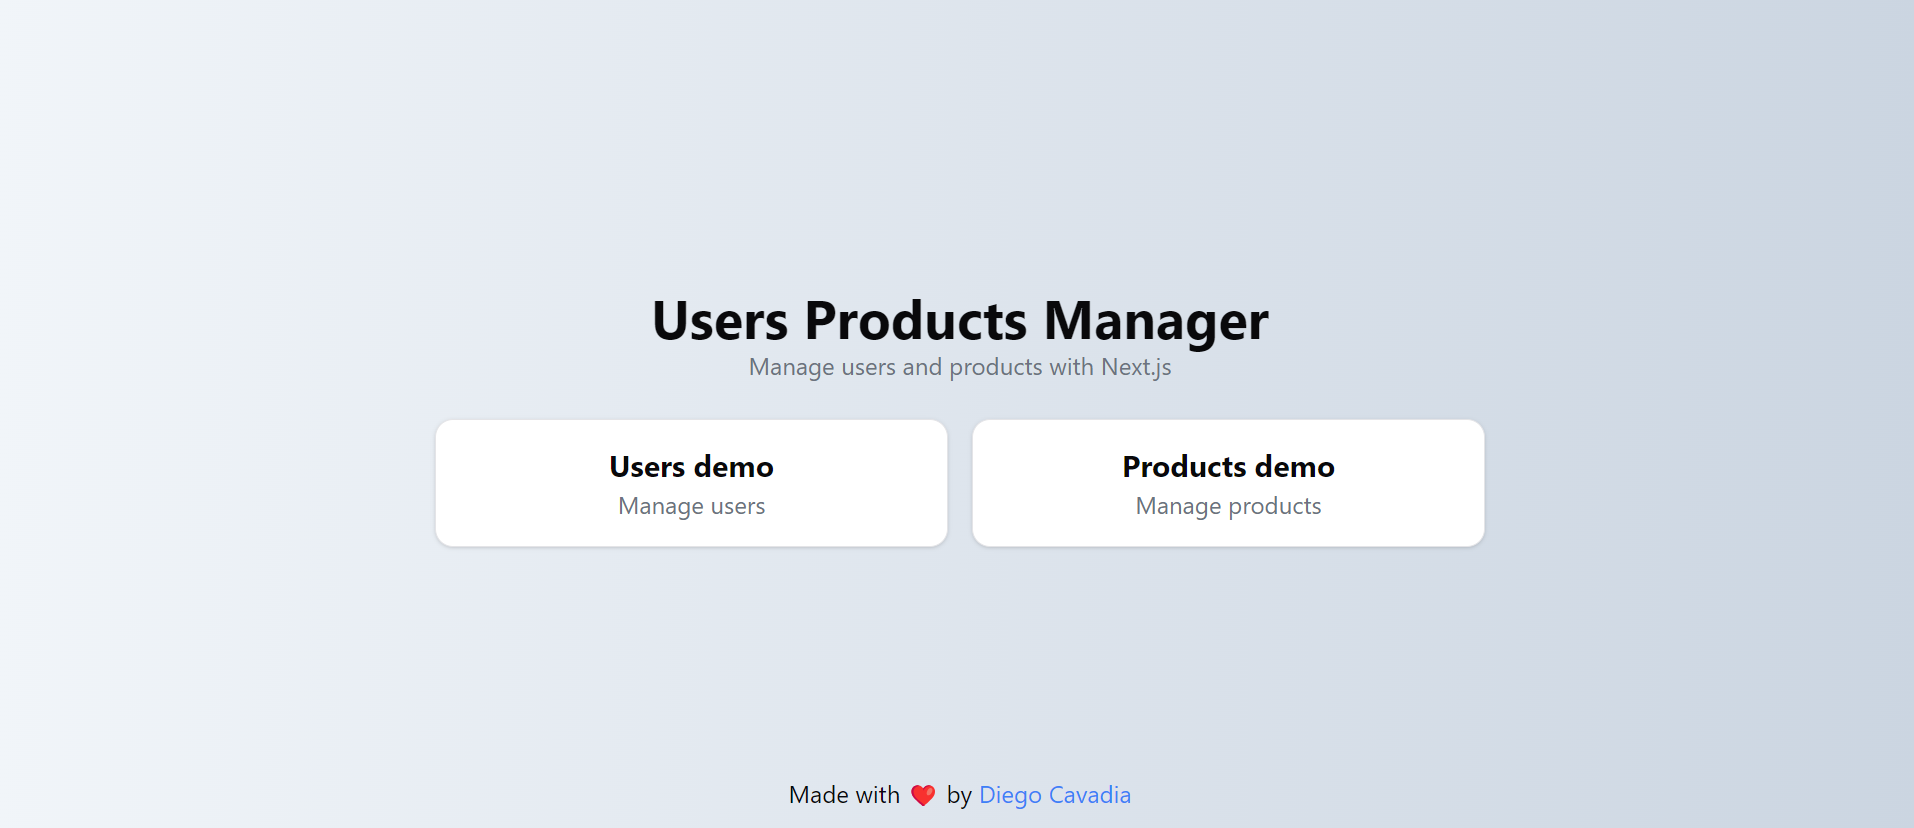 Users Products Manager
Manage users and products with Next.js
Users demo
Manage users
Products demo
Manage products
Made with ❤️ by Diego Cavadia